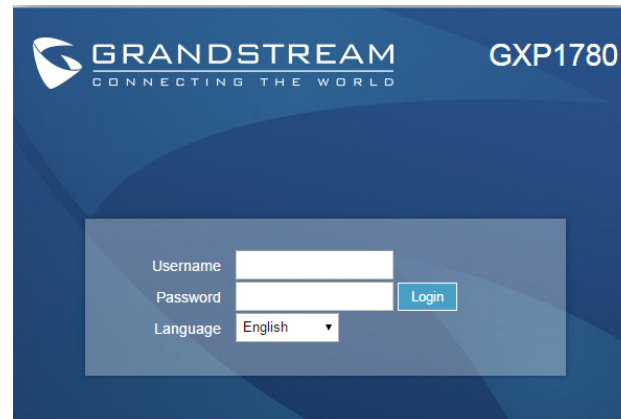 GRANDSTREAM
CONNECTING THE WORLD
GXP1780
Username
Password
Login
Language
English